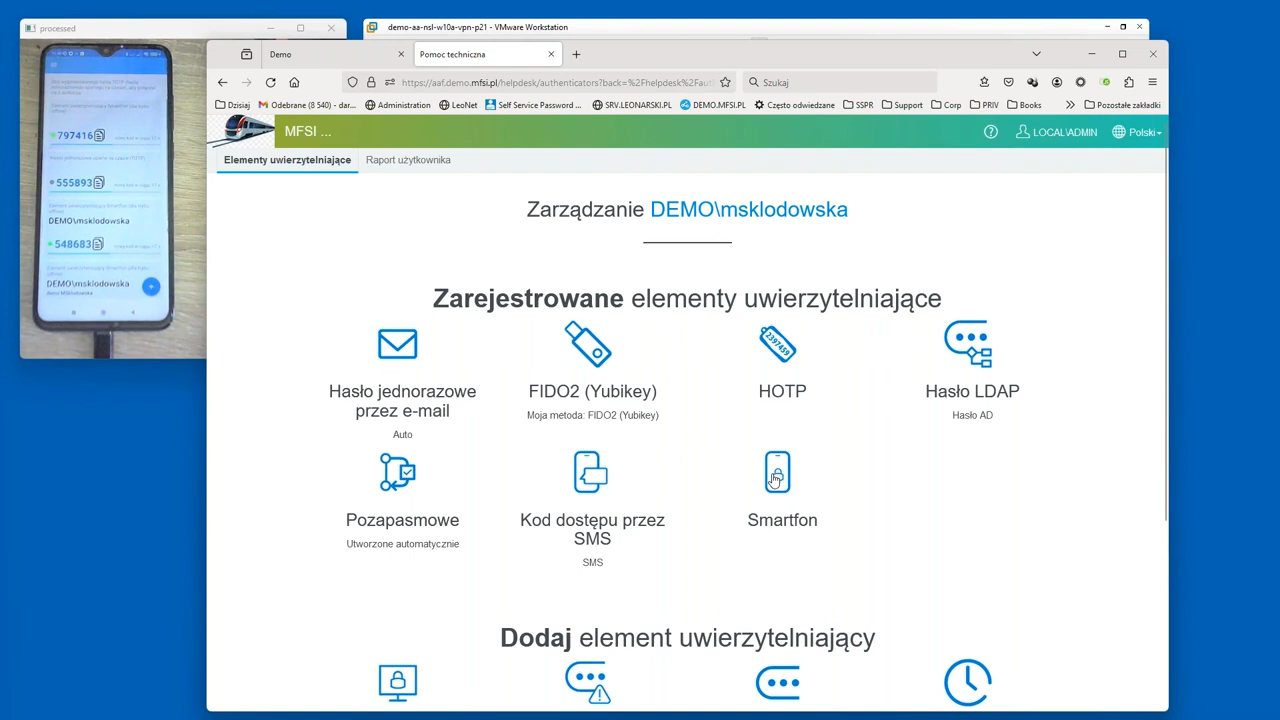 processed
demo-aa-nsl-w10a-vpn-p21 - VMware Workstation
797416
555893
DEMO\msklodowska
548683
DEMO\msklodowska
Demo
Pomoc techniczna
https://aaf.demo.mfsi.pl/helpdesk/authenticators?back=%2Fhelpdesk%2Faut
Szukaj
Dzisiaj
Odebrane (8 540) - dar...
Administration
LeoNet
Self Service Password ...
SRV.LEONARSKI.PL
DEMO.MFSI.PL
Często odwiedzane
SSPR
Support
Corp
PRIV
Books
Pozostałe zakładki
MFSI ...
LOCAL\ADMIN
Polski
Elementy uwierzytelniające
Raport użytkownika
Zarządzanie DEMO\msklodowska
Zarejestrowane elementy uwierzytelniające
Hasło jednorazowe
przez e-mail
Auto
FIDO2 (Yubikey)
Moja metoda: FIDO2 (Yubikey)
2397459
HOTP
Hasło LDAP
Hasło AD
Pozapasmowe
Utworzone automatycznie
Kod dostępu przez
SMS
SMS
Smartfon
Dodaj element uwierzytelniający